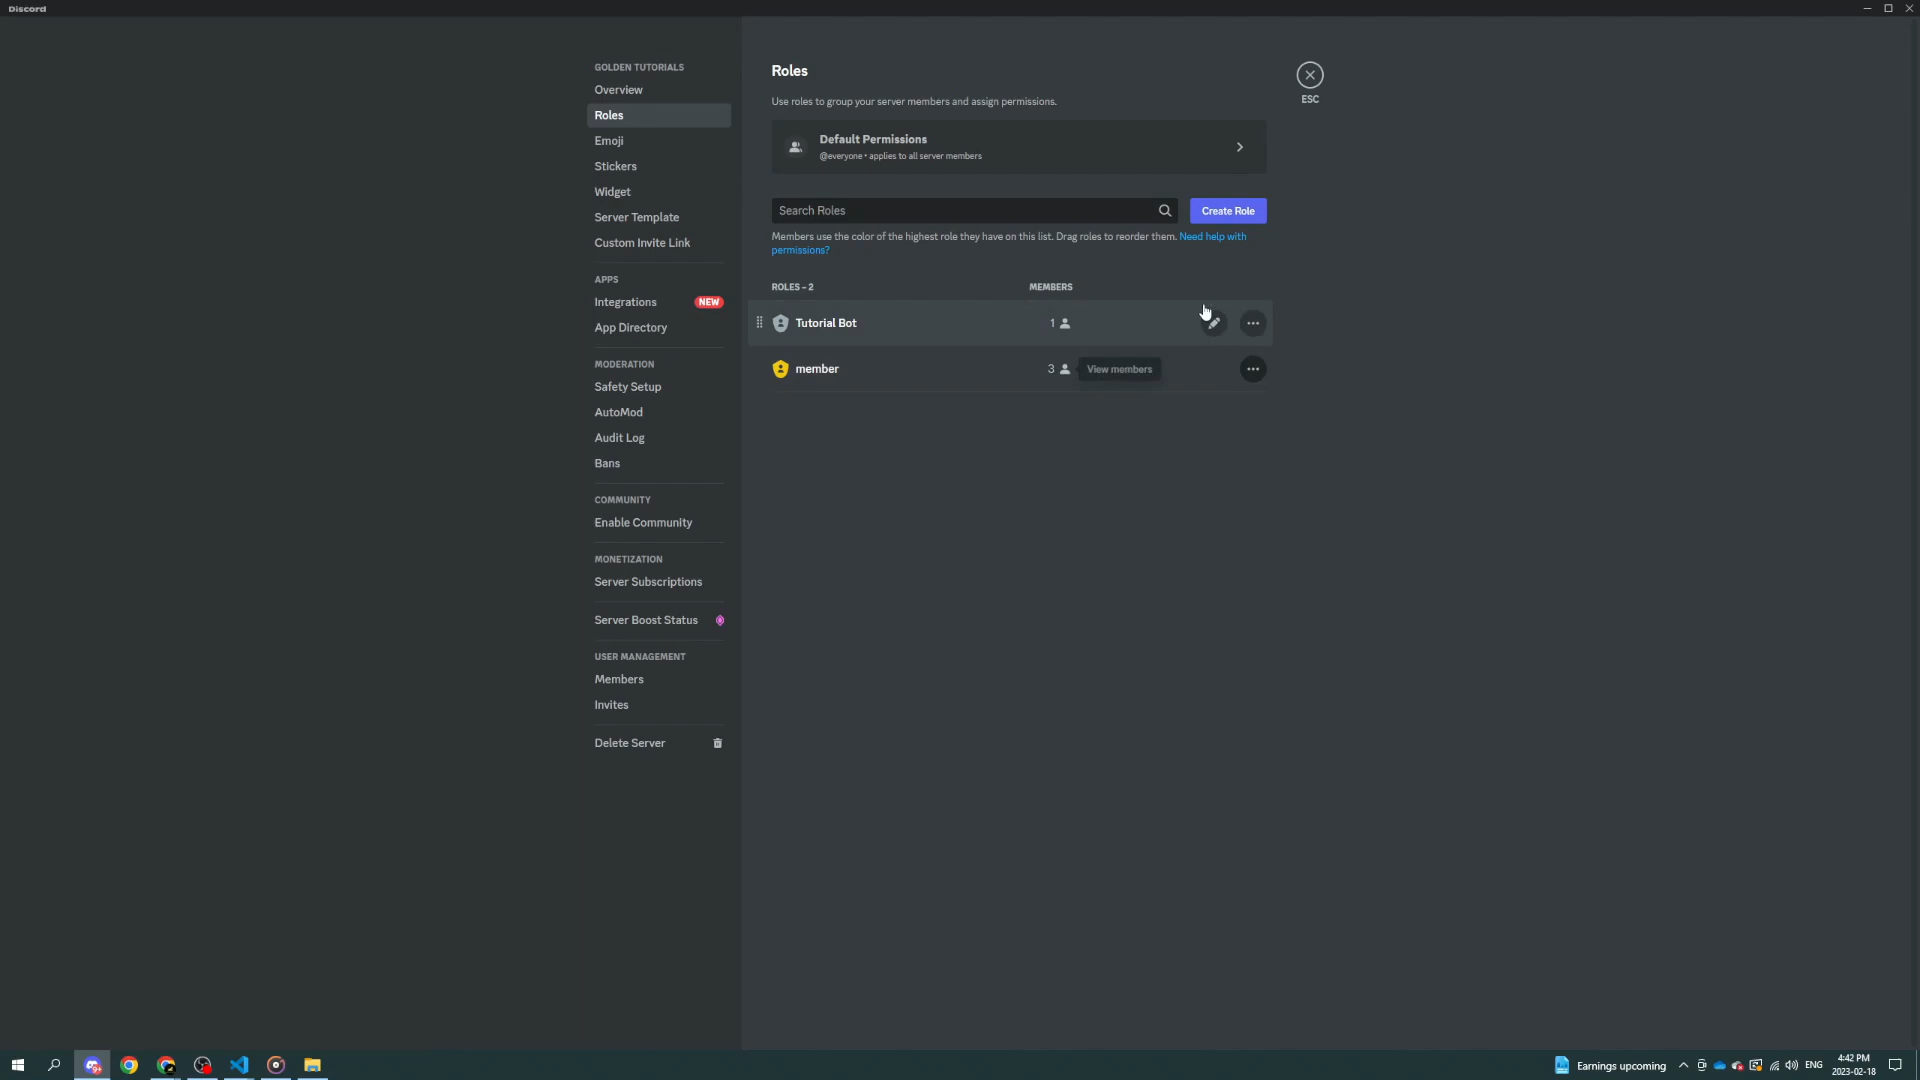 Discord
GOLDEN TUTORIALS
Overview
Roles
Emoji
Stickers
Widget
Server Template
Custom Invite Link
APPS
Integrations NEW
App Directory
MODERATION
Safety Setup
AutoMod
Audit Log
Bans
COMMUNITY
Enable Community
MONETIZATION
Server Subscriptions
Server Boost Status
USER MANAGEMENT
Members
Invites
Delete Server
Roles
Use roles to group your server members and assign permissions.
ESC
Default Permissions
@everyone • applies to all server members
Search Roles
Create Role
Members use the color of the highest role they have on this list. Drag roles to reorder them. Need help with
permissions?
ROLES – 2 MEMBERS
Tutorial Bot 1
member 3 View members
Earnings upcoming ENG
4:42 PM
2023-02-18